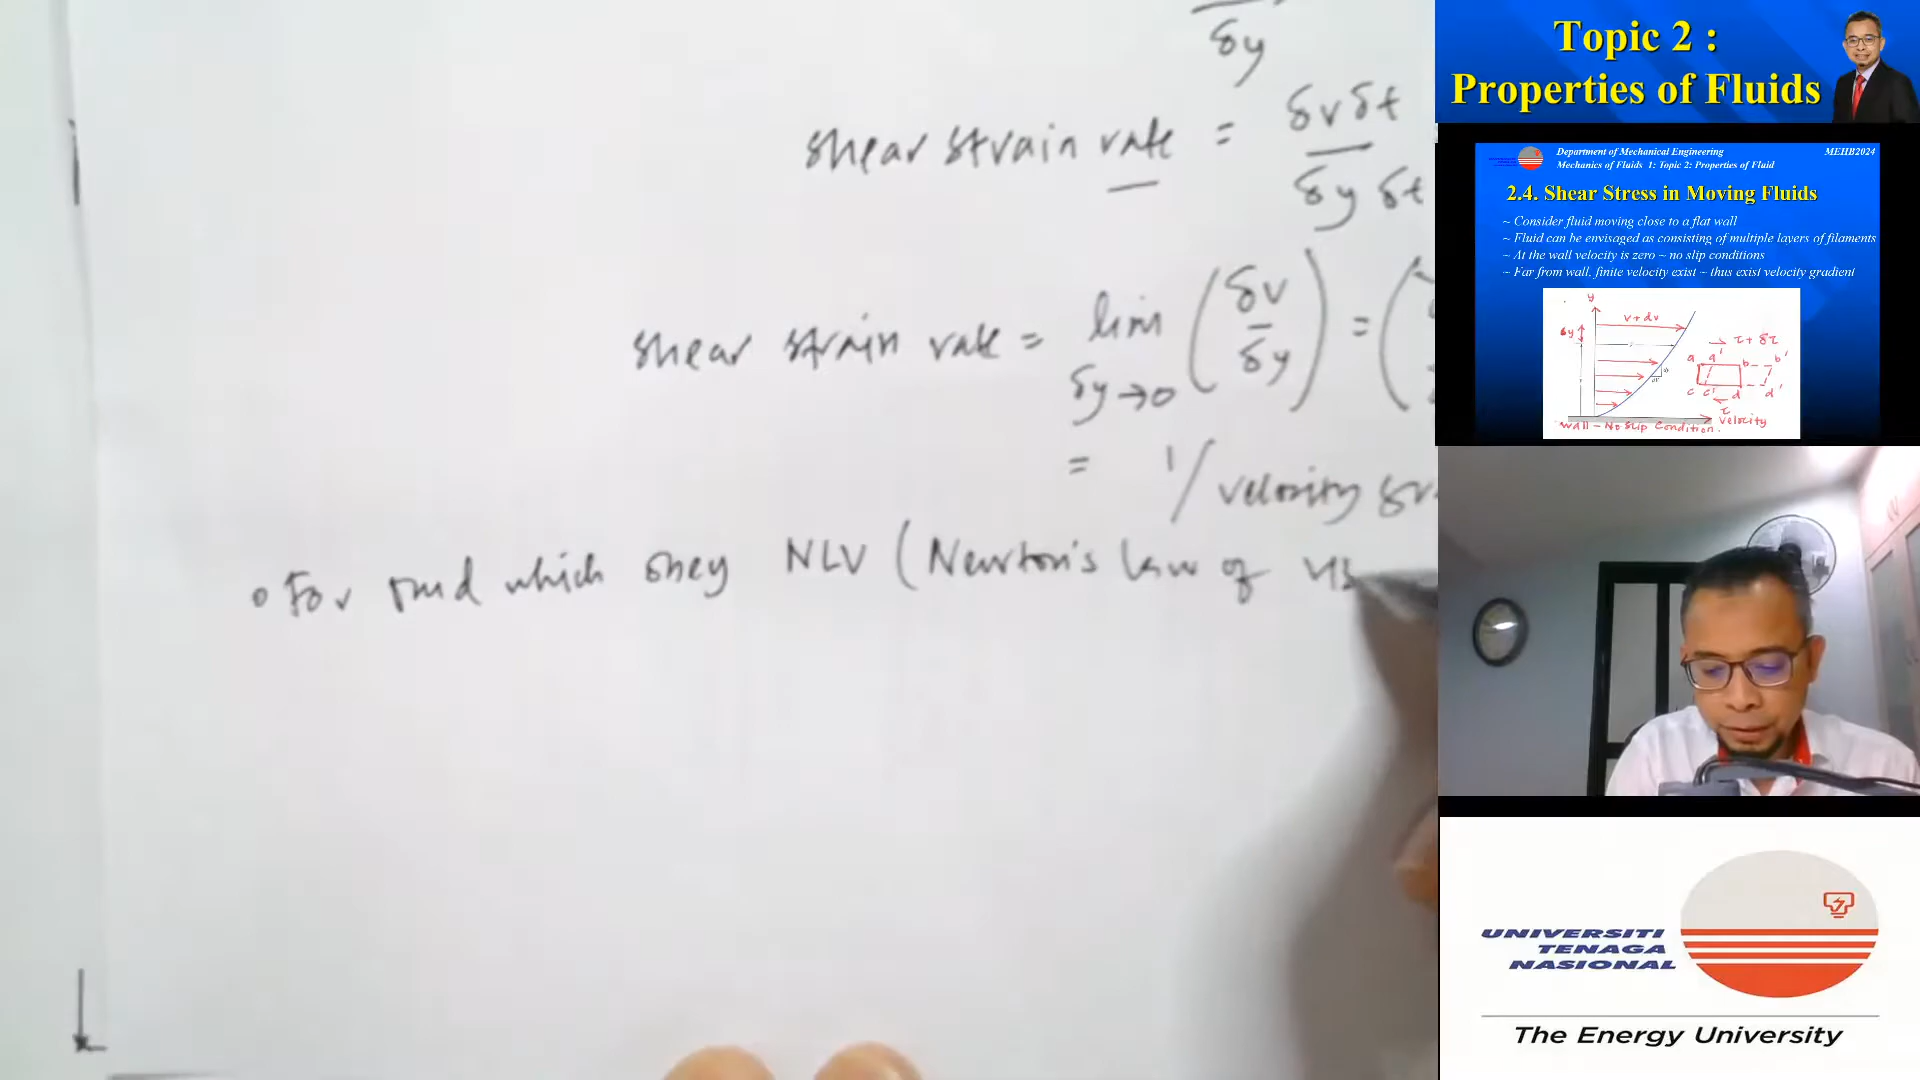 δy
shear strain rate = δv δt
δy δt
shear strain rate = lim (δv/δy) = (
δy→0
= 1/velocity gr
o For fluid which obey NLV (Newton's law of vis
Topic 2 :
Properties of Fluids
Department of Mechanical Engineering MEHB2024
Mechanics of Fluids 1: Topic 2: Properties of Fluid
2.4. Shear Stress in Moving Fluids
~ Consider fluid moving close to a flat wall
~ Fluid can be envisaged as consisting of multiple layers of filaments
~ At the wall velocity is zero ~ no slip conditions
~ Far from wall, finite velocity exist ~ thus exist velocity gradient
y
v+dv
δy
τ + δτ
a a' b b'
c c' d d'
τ
velocity
Wall - No Slip Condition.
UNIVERSITI
TENAGA
NASIONAL
The Energy University